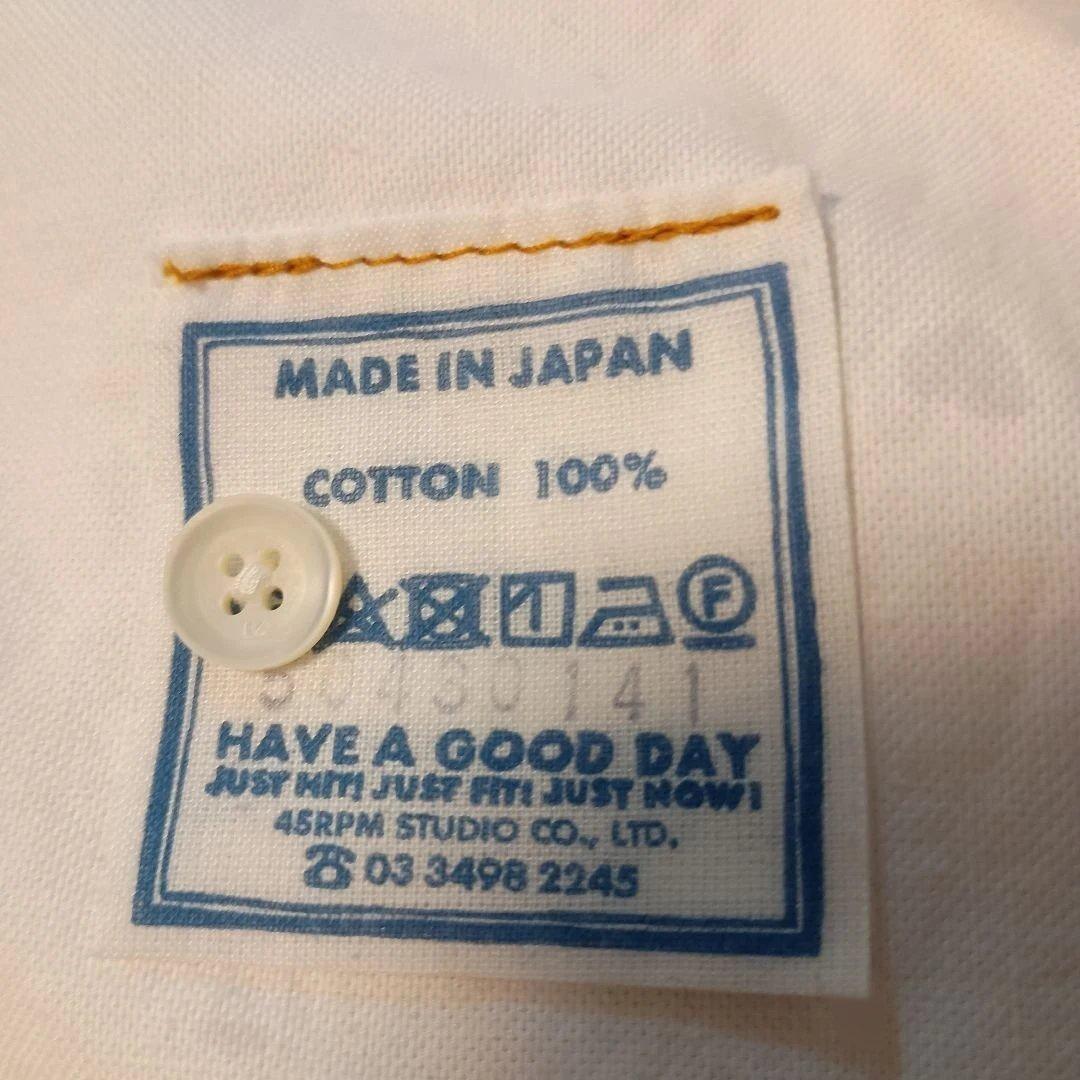 MADE IN JAPAN
COTTON 100%
F
HAVE A GOOD DAY
JUST HIT! JUST FIT! JUST NOW!
45RPM STUDIO CO., LTD.
☎ 03 3498 2245